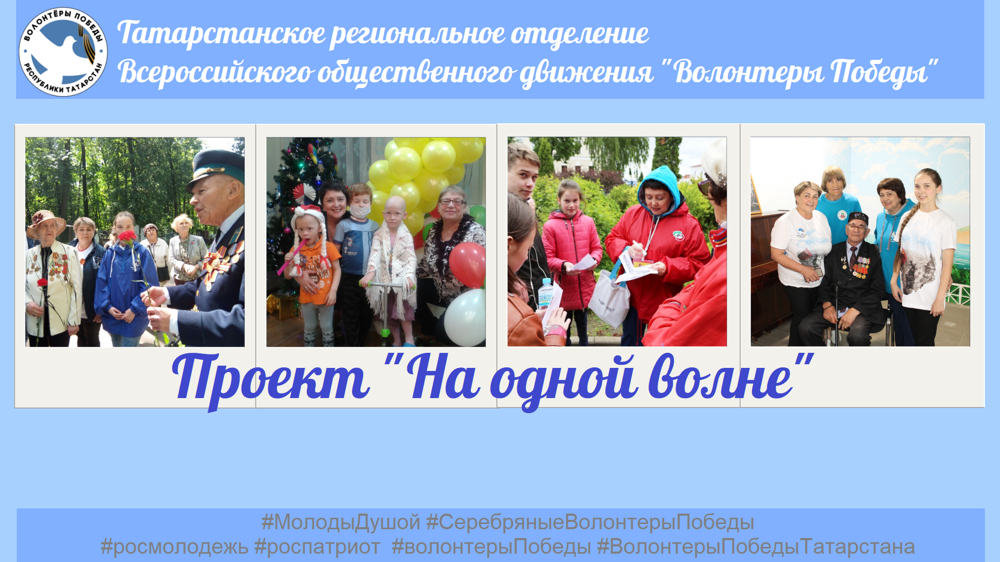 ВОЛОНТЁРЫ ПОБЕДЫ
РЕСПУБЛИКИ ТАТАРСТАН
Татарстанское региональное отделение
Всероссийского общественного движения "Волонтеры Победы"
Проект "На одной волне"
#МолодыДушой #СеребряныеВолонтерыПобеды
#росмолодежь #роспатриот #волонтерыПобеды #ВолонтерыПобедыТатарстана